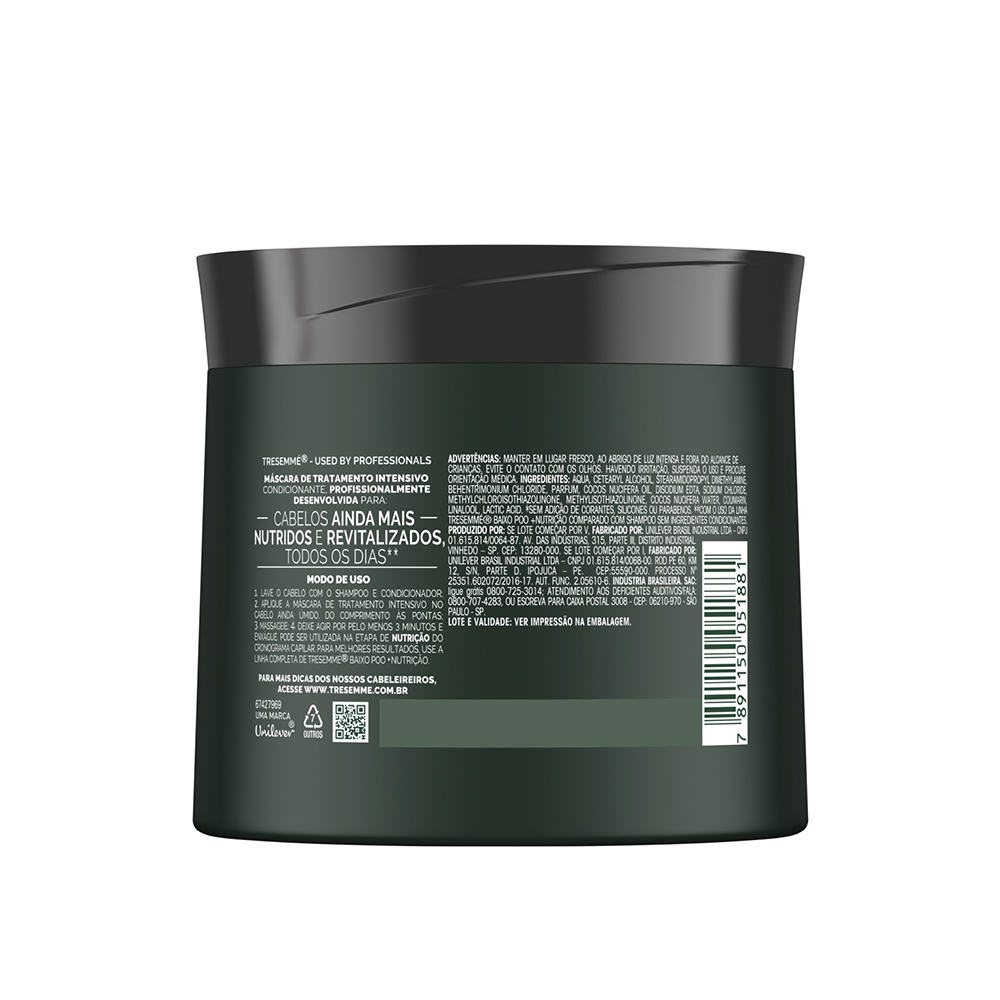 TRESEMMÉ® - USED BY PROFESSIONALS
MÁSCARA DE TRATAMENTO INTENSIVO
CONDICIONANTE, PROFISSIONALMENTE
DESENVOLVIDA PARA:
CABELOS AINDA MAIS
NUTRIDOS E REVITALIZADOS,
TODOS OS DIAS**
MODO DE USO
1. LAVE O CABELO COM O SHAMPOO E CONDICIONADOR;
2. APLIQUE A MÁSCARA DE TRATAMENTO INTENSIVO NO
CABELO AINDA ÚMIDO, DO COMPRIMENTO ÀS PONTAS;
3. MASSAGEIE; 4. DEIXE AGIR POR PELO MENOS 3 MINUTOS E
ENXÁGUE. PODE SER UTILIZADA NA ETAPA DE NUTRIÇÃO DO
CRONOGRAMA CAPILAR. PARA MELHORES RESULTADOS, USE A
LINHA COMPLETA DE TRESEMMÉ® BAIXO POO +NUTRIÇÃO.
PARA MAIS DICAS DOS NOSSOS CABELEIREIROS,
ACESSE WWW.TRESEMME.COM.BR
67427969
UMA MARCA
Unilever®
7
OUTROS
ADVERTÊNCIAS: MANTER EM LUGAR FRESCO, AO ABRIGO DE LUZ INTENSA E FORA DO ALCANCE DE
CRIANÇAS, EVITE O CONTATO COM OS OLHOS. HAVENDO IRRITAÇÃO, SUSPENDA O USO E PROCURE
ORIENTAÇÃO MÉDICA. INGREDIENTES: AQUA, CETEARYL ALCOHOL, STEARAMIDOPROPYL DIMETHYLAMINE,
BEHENTRIMONIUM CHLORIDE, PARFUM, COCOS NUCIFERA OIL, DISODIUM EDTA, SODIUM CHLORIDE,
METHYLCHLOROISOTHIAZOLINONE, METHYLISOTHIAZOLINONE, COCOS NUCIFERA WATER, COUMARIN,
LINALOOL, LACTIC ACID. *SEM ADIÇÃO DE CORANTES, SILICONES OU PARABENOS. **COM O USO DA LINHA
TRESEMMÉ® BAIXO POO +NUTRIÇÃO COMPARADO COM SHAMPOO SEM INGREDIENTES CONDICIONANTES.
PRODUZIDO POR: SE LOTE COMEÇAR POR V, FABRICADO POR: UNILEVER BRASIL INDUSTRIAL LTDA – CNPJ
01.615.814/0064-87. AV. DAS INDÚSTRIAS, 315, PARTE III, DISTRITO INDUSTRIAL
VINHEDO – SP. CEP: 13280-000. SE LOTE COMEÇAR POR I, FABRICADO POR:
UNILEVER BRASIL INDUSTRIAL LTDA – CNPJ 01.615.814/0068-00. ROD PE 60, KM
12, S/N, PARTE D. IPOJUCA – PE. CEP:55590-000. PROCESSO Nº
25351.602072/2016-17. AUT. FUNC. 2.05610-6. INDÚSTRIA BRASILEIRA. SAC:
ligue grátis 0800-725-3014; ATENDIMENTO AOS DEFICIENTES AUDITIVOS/FALA:
0800-707-4283, OU ESCREVA PARA CAIXA POSTAL 3008 - CEP: 06210-970 - SÃO
PAULO - SP.
LOTE E VALIDADE: VER IMPRESSÃO NA EMBALAGEM.
7 891150 051881